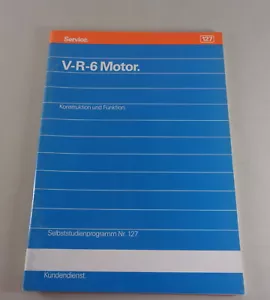 Service. 127
V-R-6 Motor.
Konstruktion und Funktion.
Selbststudienprogramm Nr. 127
Kundendienst.